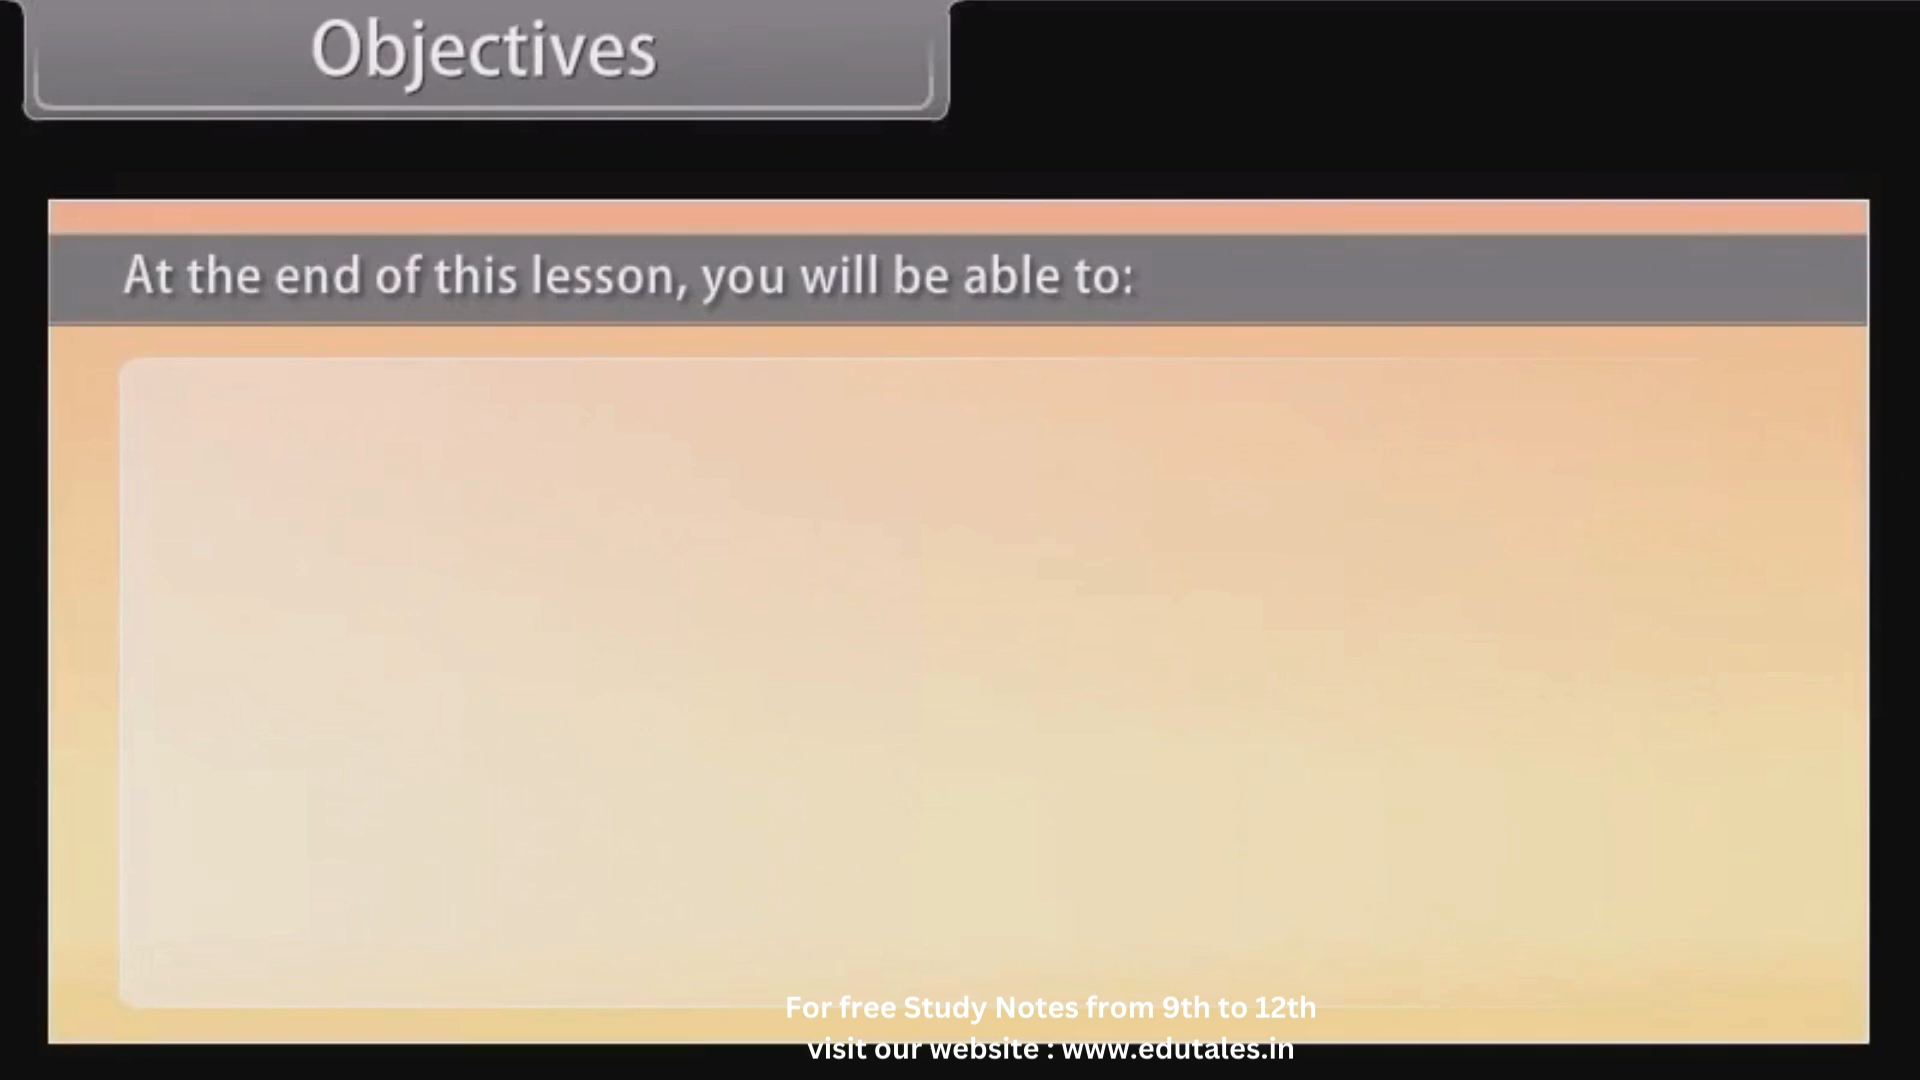 Objectives
At the end of this lesson, you will be able to:
For free Study Notes from 9th to 12th
visit our website : www.edutales.in